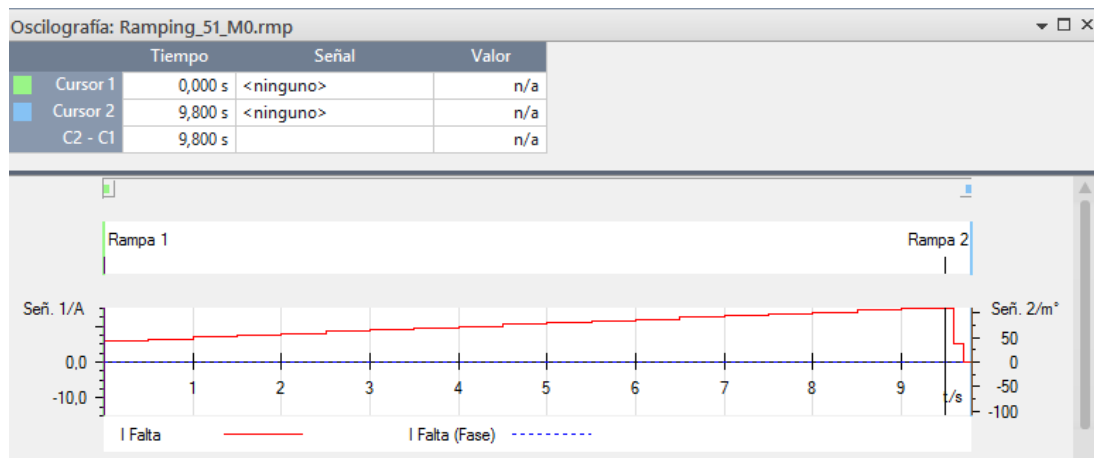 Oscilografía: Ramping_51_M0.rmp
Tiempo Señal Valor
Cursor 1 0,000 s <ninguno> n/a
Cursor 2 9,800 s <ninguno> n/a
C2 - C1 9,800 s n/a
Rampa 1 Rampa 2
Señ. 1/A Señ. 2/m°
50
0,0 0
1 2 3 4 5 6 7 8 9 t/s
-10,0 -50
-100
I Falta I Falta (Fase)